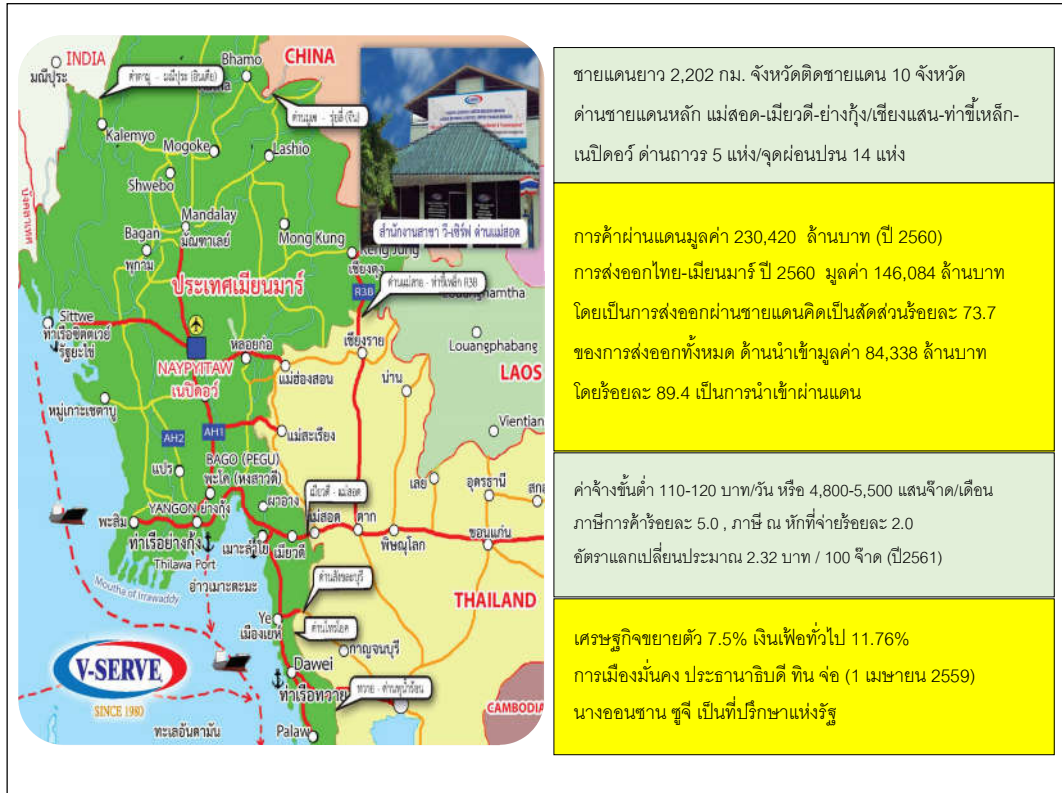 INDIA
มณีปุระ
CHINA
Bhamo
ด่านมูเซ - รุ่ยลี่ (จีน)
Kalemyo
Mogoke
Lashio
Shwebo
Mandalay
มัณฑาเลย์
Bagan
พุกาม
Mong Kung
Keng Tung
เชียงตุง
สำนักงานสาขา วี-เซิร์ฟ ด่านแม่สอด
ประเทศเมียนมาร์
R3B
ด่านแม่สาย - ท่าขี้เหล็ก R3B
Sittwe
ท่าเรือซิตตเวย์
รัฐยะไข่
NAYPYITAW
เนปิดอว์
หลอยก่อ
แม่ฮ่องสอน
เชียงราย
น่าน
Louangphabang
LAOS
หมู่เกาะเชดาบู
Vientian
แม่สะเรียง
AH2
AH1
แปร
BAGO (PEGU)
พะโค (หงสาวดี)
ผาอาง
เมียวดี - แม่สอด
เลย
อุดรธานี
สก
พะสิม
YANGON ย่างกุ้ง
ท่าเรือย่างกุ้ง
Thilawa Port
เมาะลำไย
เมียวดี
แม่สอด
ตาก
พิษณุโลก
ขอนแก่น
Mouths of Irrawaddy
อ่าวเมาะตะมะ
ด่านสังขละบุรี
THAILAND
Ye
เมืองเยห์
กาญจนบุรี
V-SERVE
SINCE 1980
Dawei
ท่าเรือทวาย
ทวาย - ด่านพุน้ำร้อน
CAMBODIA
ทะเลอันดามัน
Palaw
ชายแดนยาว 2,202 กม. จังหวัดติดชายแดน 10 จังหวัด
ด่านชายแดนหลัก แม่สอด-เมียวดี-ย่างกุ้ง/เชียงแสน-ท่าขี้เหล็ก-
เนปิดอว์ ด่านถาวร 5 แห่ง/จุดผ่อนปรน 14 แห่ง
การค้าผ่านแดนมูลค่า 230,420 ล้านบาท (ปี 2560)
การส่งออกไทย-เมียนมาร์ ปี 2560 มูลค่า 146,084 ล้านบาท
โดยเป็นการส่งออกผ่านชายแดนคิดเป็นสัดส่วนร้อยละ 73.7
ของการส่งออกทั้งหมด ด้านนำเข้ามูลค่า 84,338 ล้านบาท
โดยร้อยละ 89.4 เป็นการนำเข้าผ่านแดน
ค่าจ้างขั้นต่ำ 110-120 บาท/วัน หรือ 4,800-5,500 แสนจ๊าด/เดือน
ภาษีการค้าร้อยละ 5.0 , ภาษี ณ หักที่จ่ายร้อยละ 2.0
อัตราแลกเปลี่ยนประมาณ 2.32 บาท / 100 จ๊าด (ปี2561)
เศรษฐกิจขยายตัว 7.5% เงินเฟ้อทั่วไป 11.76%
การเมืองมั่นคง ประธานาธิบดี ทิน จ่อ (1 เมษายน 2559)
นางออนซาน ซูจี เป็นที่ปรึกษาแห่งรัฐ